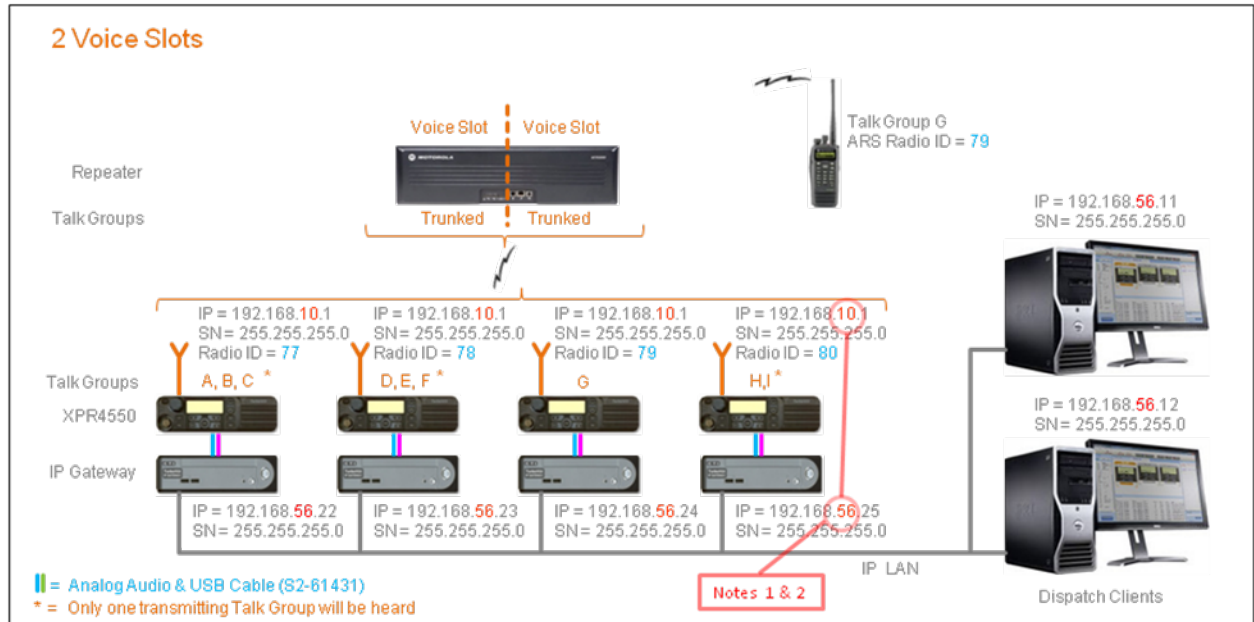 2 Voice Slots
Voice Slot Voice Slot
Talk Group G
ARS Radio ID = 79
MOTOROLA
Repeater
Talk Groups
Trunked Trunked
IP = 192.168.56.11
SN = 255.255.255.0
IP = 192.168.10.1 IP = 192.168.10.1 IP = 192.168.10.1 IP = 192.168.10.1
SN = 255.255.255.0 SN = 255.255.255.0 SN = 255.255.255.0 SN = 255.255.255.0
Radio ID = 77 Radio ID = 78 Radio ID = 79 Radio ID = 80
Talk Groups A, B, C * D, E, F * G H,I *
XPR4550
IP = 192.168.56.12
SN = 255.255.255.0
IP Gateway
IP = 192.168.56.22 IP = 192.168.56.23 IP = 192.168.56.24 IP = 192.168.56.25
SN = 255.255.255.0 SN = 255.255.255.0 SN = 255.255.255.0 SN = 255.255.255.0
IP LAN
= Analog Audio & USB Cable (S2-61431)
* = Only one transmitting Talk Group will be heard
Notes 1 & 2
Dispatch Clients